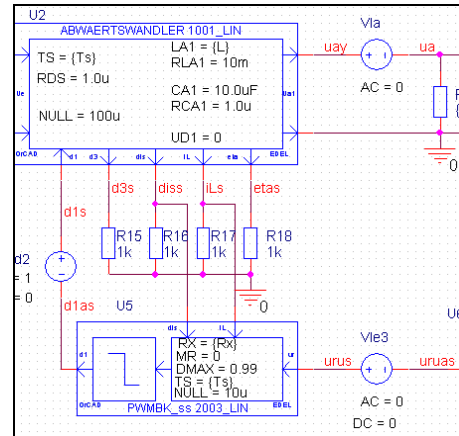 U2
ABWAERTSWANDLER 1001_LIN
TS = {Ts}
RDS = 1.0u
NULL = 100u
LA1 = {L}
RLA1 = 10m
CA1 = 10.0uF
RCA1 = 1.0u
UD1 = 0
Ue
Ua1
OrCAD
d1
d3
dis
iL
eta
EDEL
uay
VIa
ua
AC = 0
R
{
0
d1s
d3s
diss
iLs
etas
R15
1k
R16
1k
R17
1k
R18
1k
0
d2
= 1
= 0
d1as
U5
dis
iL
d1
RX = {Rx}
MR = 0
DMAX = 0.99
TS = {Ts}
NULL = 10u
ur
OrCAD
PWMBK_ss 2003_LIN
EDEL
urus
VIe3
uruas
AC = 0
DC = 0
U6